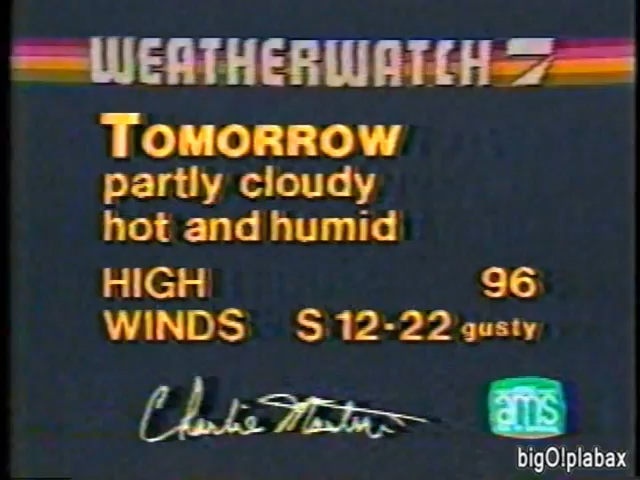 WEATHERWATCH 7
TOMORROW
partly cloudy
hot and humid
HIGH 96
WINDS S 12-22 gusty
Charlie Martin
ams
bigO!plabax